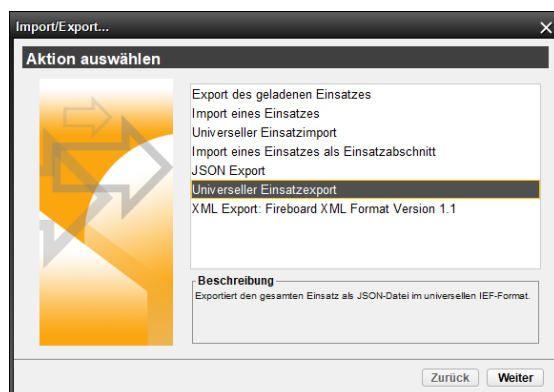 Import/Export...
Aktion auswählen
Export des geladenen Einsatzes
Import eines Einsatzes
Universeller Einsatzimport
Import eines Einsatzes als Einsatzabschnitt
JSON Export
Universeller Einsatzexport
XML Export: Fireboard XML Format Version 1.1
Beschreibung
Exportiert den gesamten Einsatz als JSON-Datei im universellen IEF-Format.
Zurück Weiter